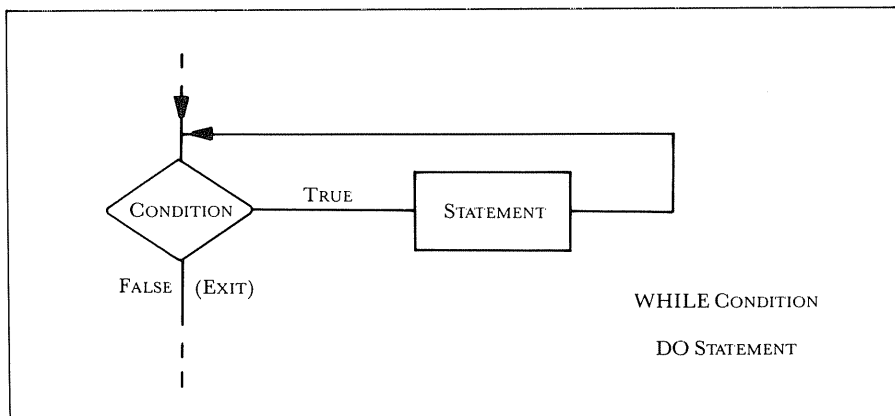 TRUE
CONDITION
STATEMENT
FALSE (EXIT)
WHILE CONDITION
DO STATEMENT